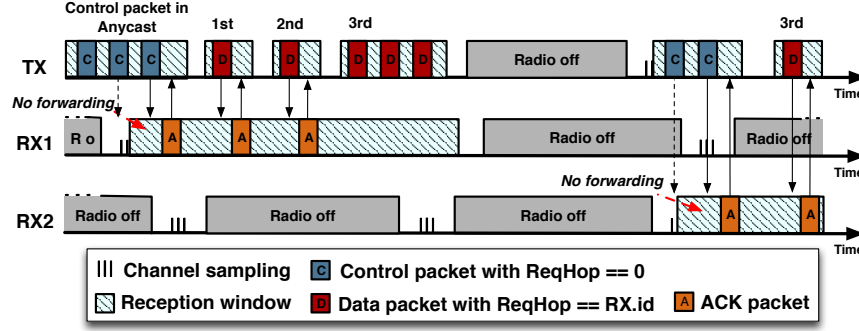 Control packet in
Anycast
1st
2nd
3rd
3rd
TX
C
C
C
D
D
D
D
D
Radio off
C
C
D
Time
No forwarding
RX1
R o
A
A
A
Radio off
Radio off
Time
No forwarding
RX2
Radio off
Radio off
Radio off
A
A
Time
Channel sampling
C
Control packet with ReqHop == 0
Reception window
D
Data packet with ReqHop == RX.id
A
ACK packet